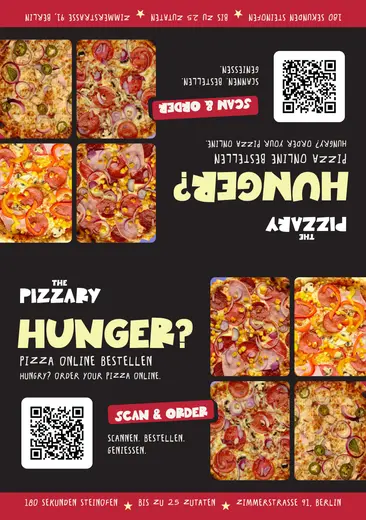 180 SEKUNDEN STEINOFEN ★ BIS ZU 25 ZUTATEN ★ ZIMMERSTRASSE 91, BERLIN
SCANNEN. BESTELLEN.
GENIESSEN.
SCAN & ORDER
HUNGRY? ORDER YOUR PIZZA ONLINE.
PIZZA ONLINE BESTELLEN
HUNGER?
THE
PIZZARY
THE
PIZZARY
HUNGER?
PIZZA ONLINE BESTELLEN
HUNGRY? ORDER YOUR PIZZA ONLINE.
SCAN & ORDER
SCANNEN. BESTELLEN.
GENIESSEN.
180 SEKUNDEN STEINOFEN ★ BIS ZU 25 ZUTATEN ★ ZIMMERSTRASSE 91, BERLIN